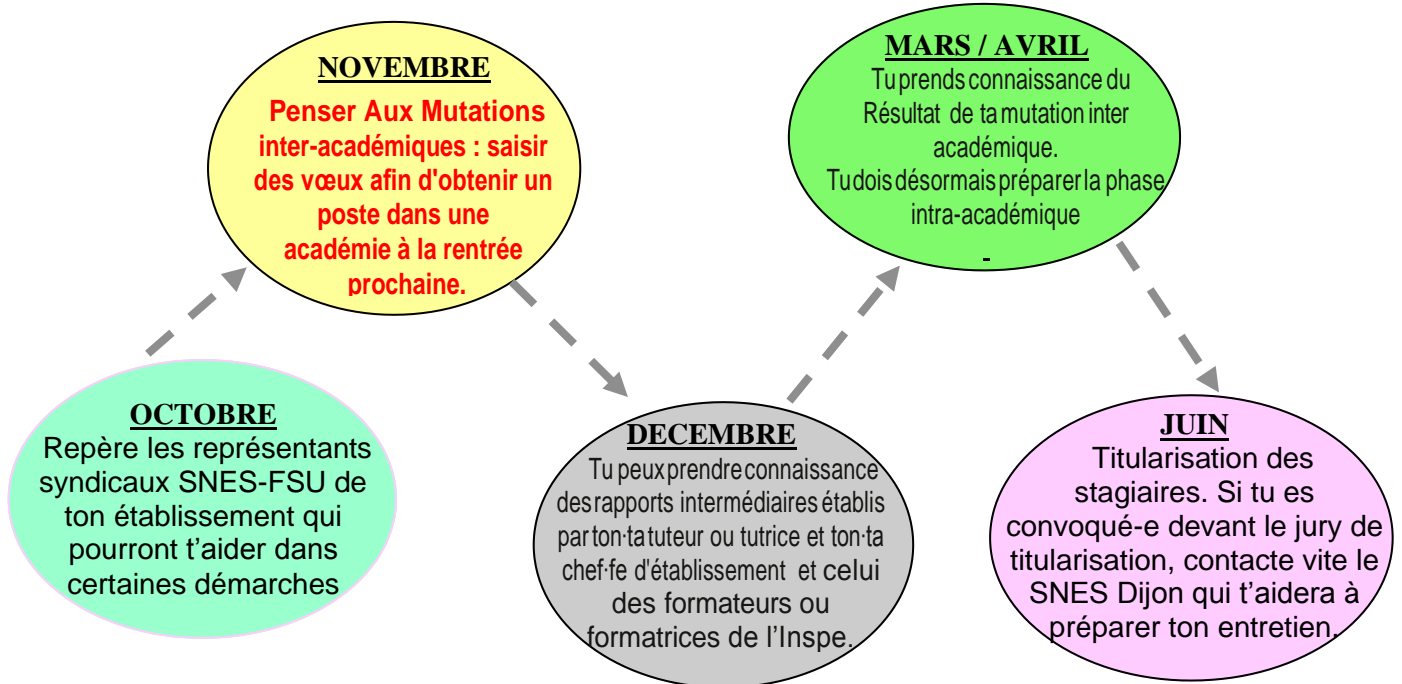 OCTOBRE
Repère les représentants
syndicaux SNES-FSU de
ton établissement qui
pourront t’aider dans
certaines démarches
NOVEMBRE
Penser Aux Mutations
inter-académiques : saisir
des vœux afin d'obtenir un
poste dans une
académie à la rentrée
prochaine.
DECEMBRE
Tu peux prendre connaissance
des rapports intermédiaires établis
par ton·ta tuteur ou tutrice et ton·ta
chef·fe d'établissement et celui
des formateurs ou
formatrices de l’Inspe.
MARS / AVRIL
Tu prends connaissance du
Résultat de ta mutation inter
académique.
Tu dois désormais préparer la phase
intra-académique
-
JUIN
Titularisation des
stagiaires. Si tu es
convoqué-e devant le jury de
titularisation, contacte vite le
SNES Dijon qui t’aidera à
préparer ton entretien.